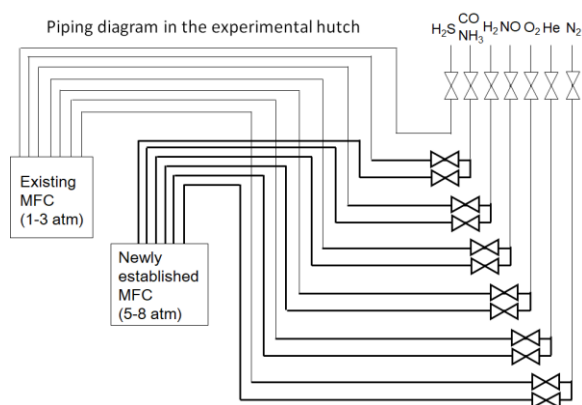 Piping diagram in the experimental hutch
CO
H₂S NH₃ H₂ NO O₂ He N₂
Existing
MFC
(1-3 atm)
Newly
established
MFC
(5-8 atm)